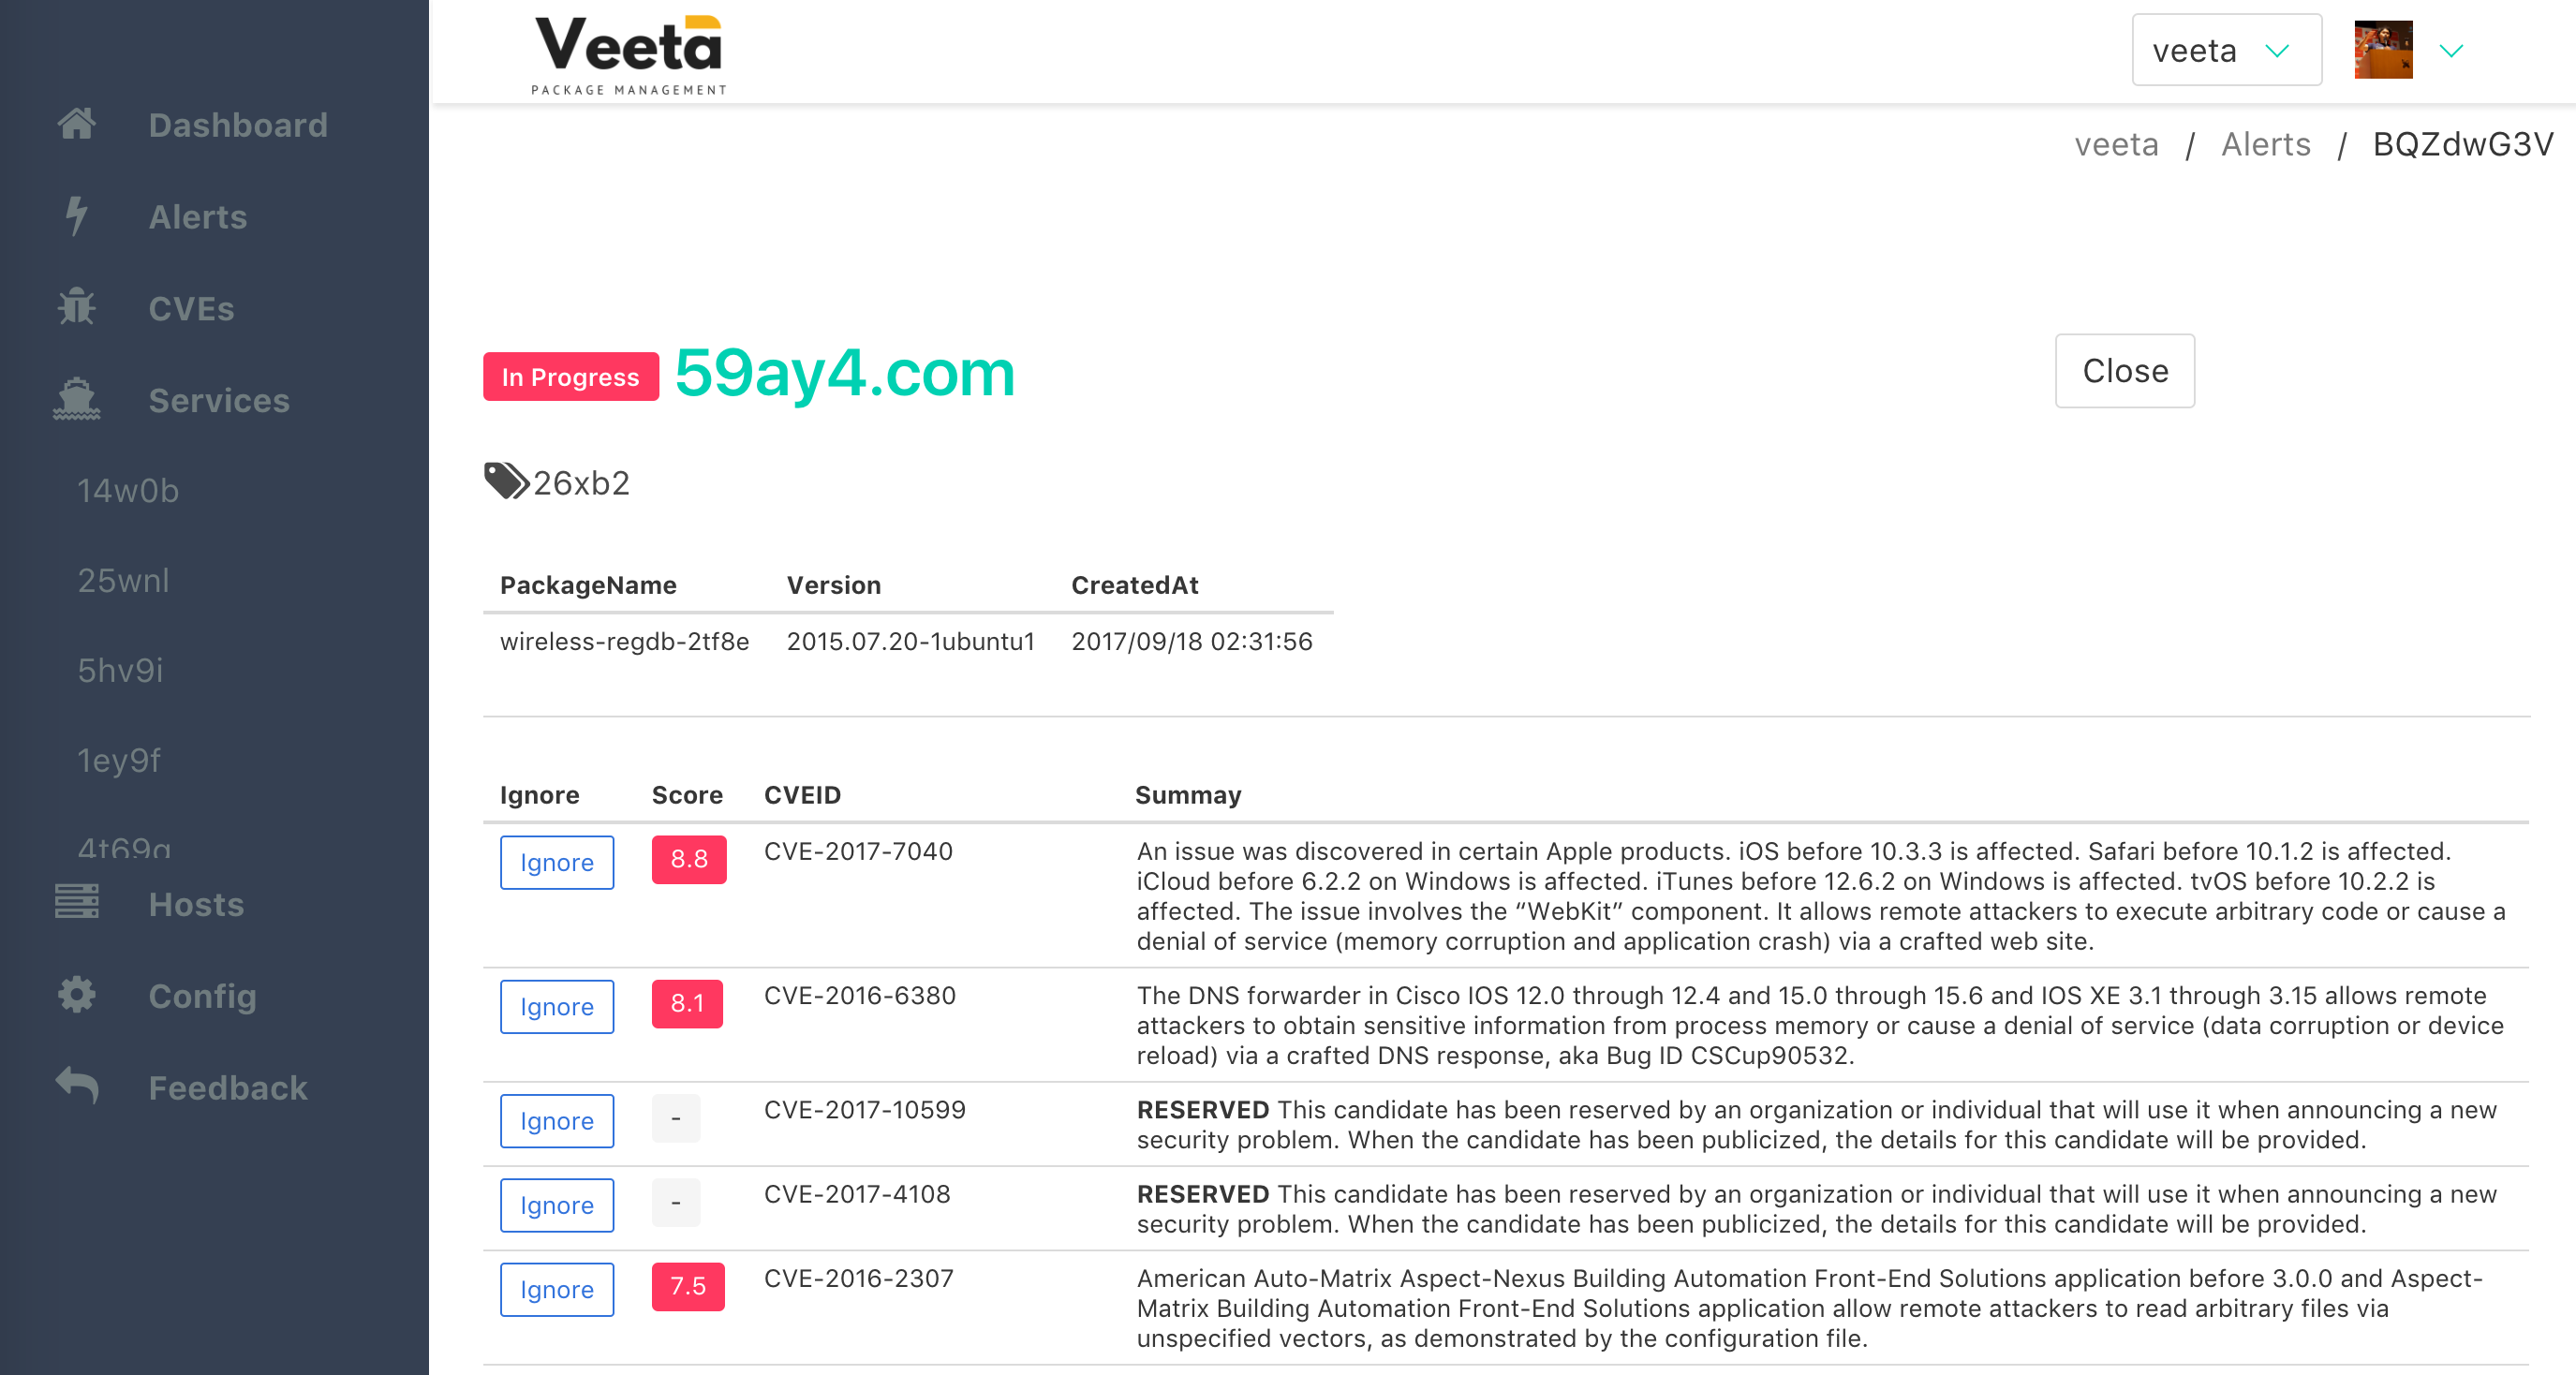 Veeta
PACKAGE MANAGEMENT
veeta
veeta / Alerts / BQZdwG3V
Dashboard
Alerts
CVEs
Services
14w0b
25wnl
5hv9i
1ey9f
Hosts
Config
Feedback
In Progress 59ay4.com
Close
26xb2
PackageName Version CreatedAt
wireless-regdb-2tf8e 2015.07.20-1ubuntu1 2017/09/18 02:31:56
Ignore Score CVEID Summay
Ignore 8.8 CVE-2017-7040 An issue was discovered in certain Apple products. iOS before 10.3.3 is affected. Safari before 10.1.2 is affected.
iCloud before 6.2.2 on Windows is affected. iTunes before 12.6.2 on Windows is affected. tvOS before 10.2.2 is
affected. The issue involves the “WebKit” component. It allows remote attackers to execute arbitrary code or cause a
denial of service (memory corruption and application crash) via a crafted web site.
Ignore 8.1 CVE-2016-6380 The DNS forwarder in Cisco IOS 12.0 through 12.4 and 15.0 through 15.6 and IOS XE 3.1 through 3.15 allows remote
attackers to obtain sensitive information from process memory or cause a denial of service (data corruption or device
reload) via a crafted DNS response, aka Bug ID CSCup90532.
Ignore - CVE-2017-10599 RESERVED This candidate has been reserved by an organization or individual that will use it when announcing a new
security problem. When the candidate has been publicized, the details for this candidate will be provided.
Ignore - CVE-2017-4108 RESERVED This candidate has been reserved by an organization or individual that will use it when announcing a new
security problem. When the candidate has been publicized, the details for this candidate will be provided.
Ignore 7.5 CVE-2016-2307 American Auto-Matrix Aspect-Nexus Building Automation Front-End Solutions application before 3.0.0 and Aspect-
Matrix Building Automation Front-End Solutions application allow remote attackers to read arbitrary files via
unspecified vectors, as demonstrated by the configuration file.